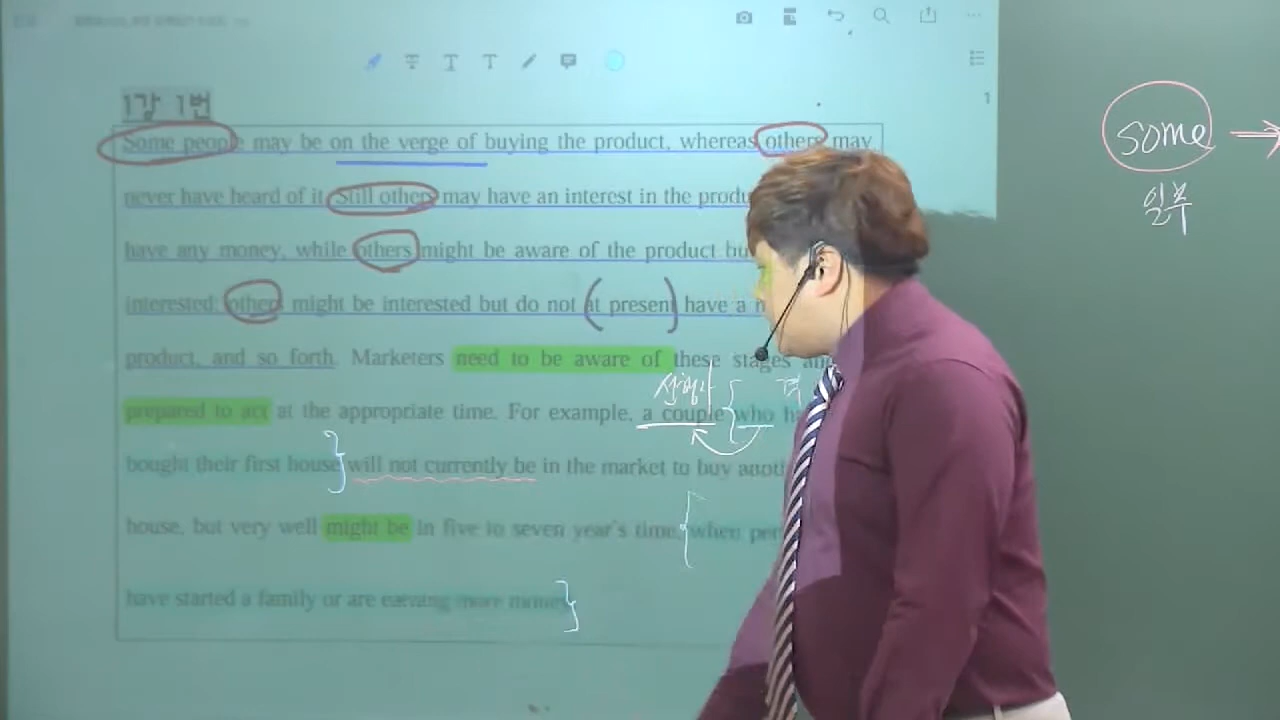 1강 1번
1
Some people may be on the verge of buying the product, whereas others may
some
never have heard of it. Still others may have an interest in the
일부
have any money, while others might be aware of the product
interested; others might be interested but do not at present have a
product, and so forth. Marketers need to be aware of these stages
선행사
prepared to act at the appropriate time. For example, a couple who
bought their first house will not currently be in the market to buy
house, but very well might be in five to seven year's time, when
have started a family or are earning more money